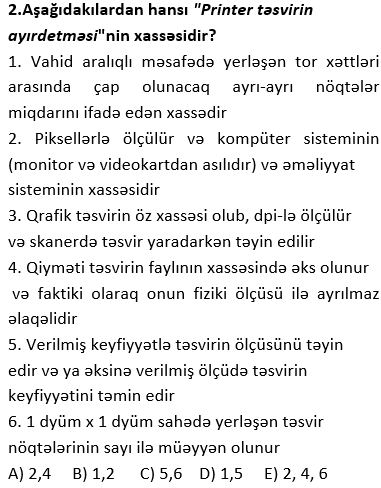 2.Aşağıdakılardan hansı "Printer təsvirin
ayırdetməsi"nin xassəsidir?
1. Vahid aralıqlı məsafədə yerləşən tor xəttləri
arasında çap olunacaq ayrı-ayrı nöqtələr
miqdarını ifadə edən xassədir
2. Piksellərlə ölçülür və kompüter sisteminin
(monitor və videokartdan asılıdır) və əməliyyat
sisteminin xassəsidir
3. Qrafik təsvirin öz xassəsi olub, dpi-lə ölçülür
və skanerdə təsvir yaradarkən təyin edilir
4. Qiyməti təsvirin faylının xassəsində əks olunur
və faktiki olaraq onun fiziki ölçüsü ilə ayrılmaz
əlaqəlidir
5. Verilmiş keyfiyyətlə təsvirin ölçüsünü təyin
edir və ya əksinə verilmiş ölçüdə təsvirin
keyfiyyətini təmin edir
6. 1 dyüm x 1 dyüm sahədə yerləşən təsvir
nöqtələrinin sayı ilə müəyyən olunur
A) 2,4 B) 1,2 C) 5,6 D) 1,5 E) 2, 4, 6